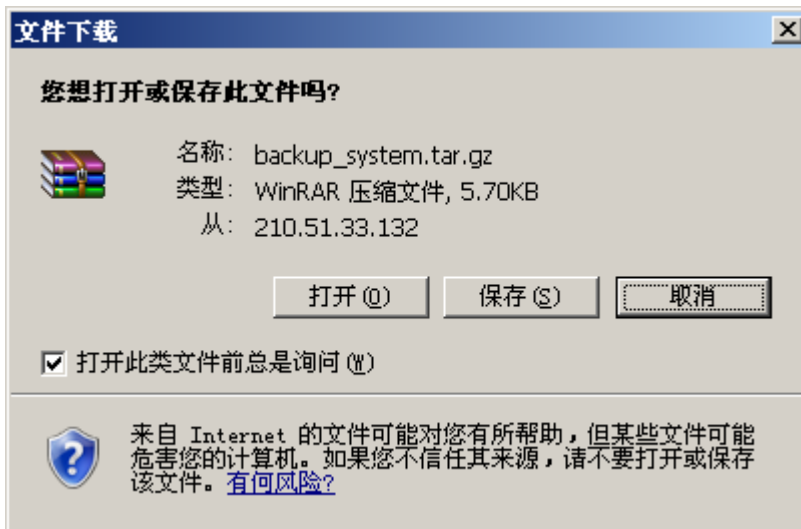 文件下载
您想打开或保存此文件吗?
名称: backup_system.tar.gz
类型: WinRAR 压缩文件, 5.70KB
从: 210.51.33.132
打开(O) 保存(S) 取消
打开此类文件前总是询问(W)
来自 Internet 的文件可能对您有所帮助，但某些文件可能
危害您的计算机。如果您不信任其来源，请不要打开或保存
该文件。有何风险?